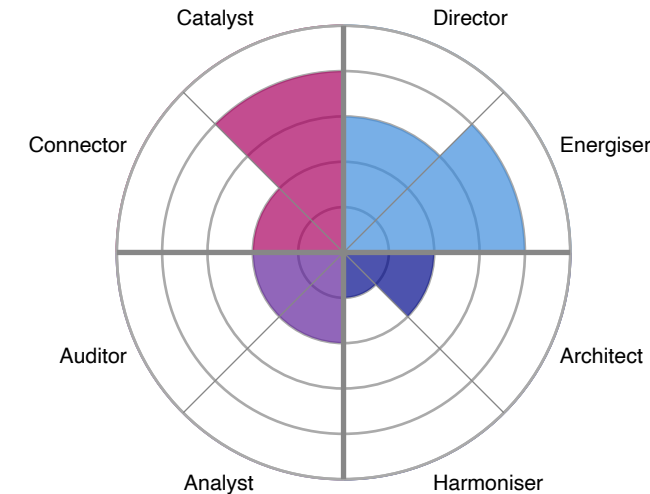 Catalyst
Director
Connector
Energiser
Auditor
Architect
Analyst
Harmoniser